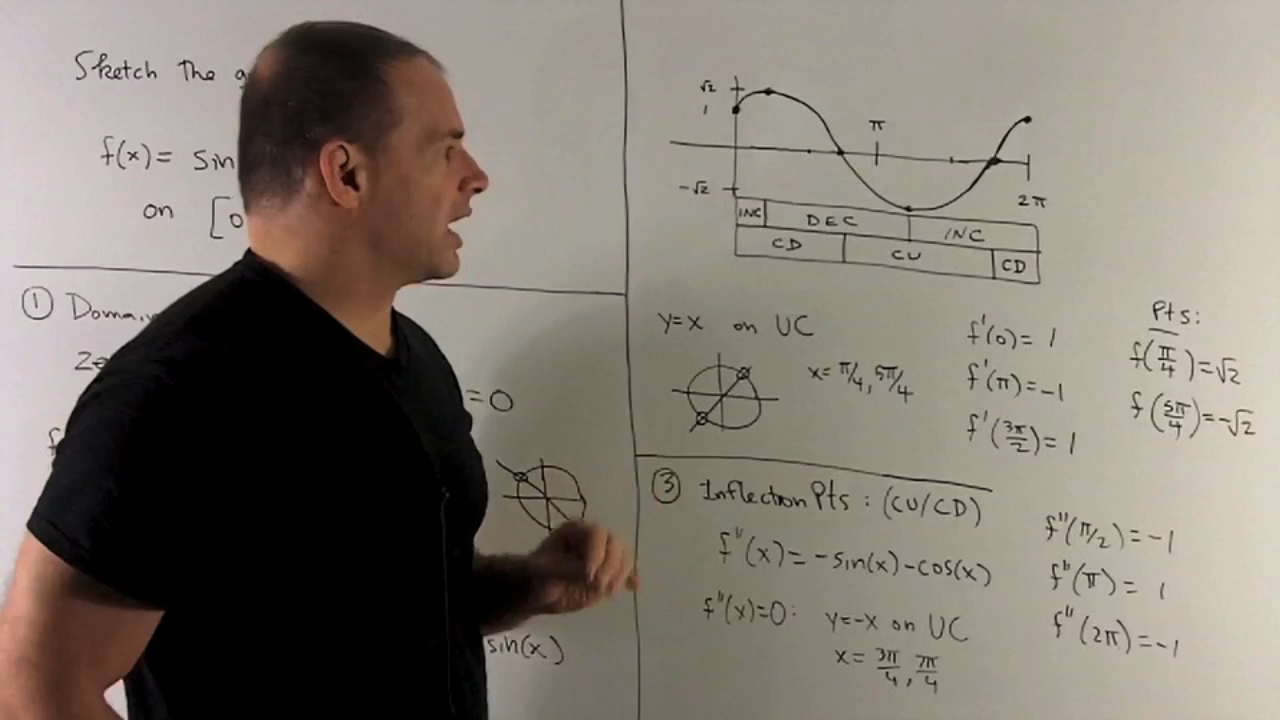 Sketch The
f(x) = sin
on [0
① Domain
= 0
sin(x)
√2
1
-√2
π
2π
INC DEC INC
CD CU CD
y=x on UC
x= π/4, 5π/4
f'(0) = 1
f'(π) = -1
f'(3π/2) = 1
Pts:
f(π/4) = √2
f(5π/4) = -√2
③ Inflection Pts : (CU/CD)
f''(x) = -sin(x) - cos(x)
f''(x)=0: y=-x on UC
x= 3π/4, 7π/4
f''(π/2) = -1
f''(π) = 1
f''(2π) = -1